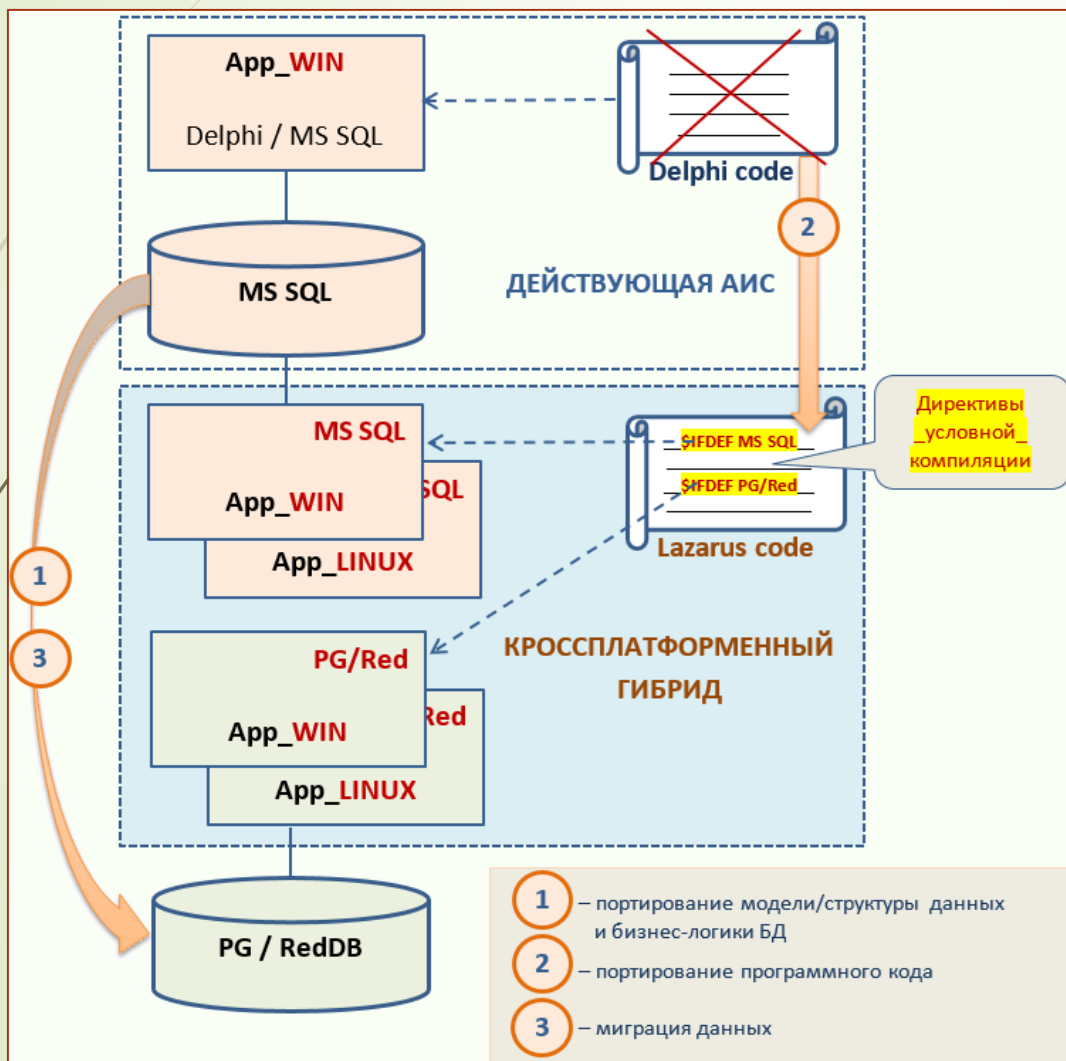 App_WIN
Delphi / MS SQL
Delphi code
2
MS SQL
ДЕЙСТВУЮЩАЯ АИС
MS SQL
App_WIN
SQL
App_LINUX
$IFDEF MS SQL
$IFDEF PG/Red
Lazarus code
Директивы
_условной_
компиляции
1
3
КРОССПЛАТФОРМЕННЫЙ
ГИБРИД
PG/Red
App_WIN
Red
App_LINUX
PG / RedDB
1 – портирование модели/структуры данных
и бизнес-логики БД
2 – портирование программного кода
3 – миграция данных